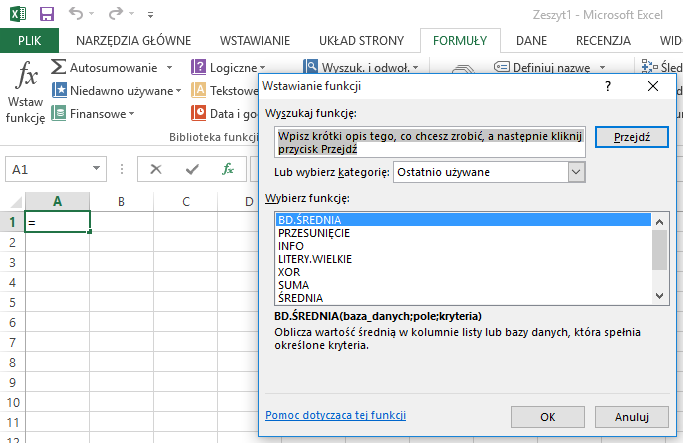 Zeszyt1 - Microsoft Excel
PLIK NARZĘDZIA GŁÓWNE WSTAWIANIE UKŁAD STRONY FORMUŁY DANE RECENZJA WID
fx
Wstaw
funkcję
Autosumowanie
Niedawno używane
Finansowe
Logiczne
Tekstowe
Data i go
Wyszuk. i odwoł.
Definiuj nazwę
Śled
Biblioteka funkcji
A1
fx
A B C D
1 =
2
3
4
5
6
7
8
9
10
11
12
Wstawianie funkcji
Wyszukaj funkcję:
Wpisz krótki opis tego, co chcesz zrobić, a następnie kliknij
przycisk Przejdź
Przejdź
Lub wybierz kategorię: Ostatnio używane
Wybierz funkcję:
BD.ŚREDNIA
PRZESUNIĘCIE
INFO
LITERY.WIELKIE
XOR
SUMA
ŚREDNIA
BD.ŚREDNIA(baza_danych;pole;kryteria)
Oblicza wartość średnią w kolumnie listy lub bazy danych, która spełnia
określone kryteria.
Pomoc dotycząca tej funkcji
OK
Anuluj